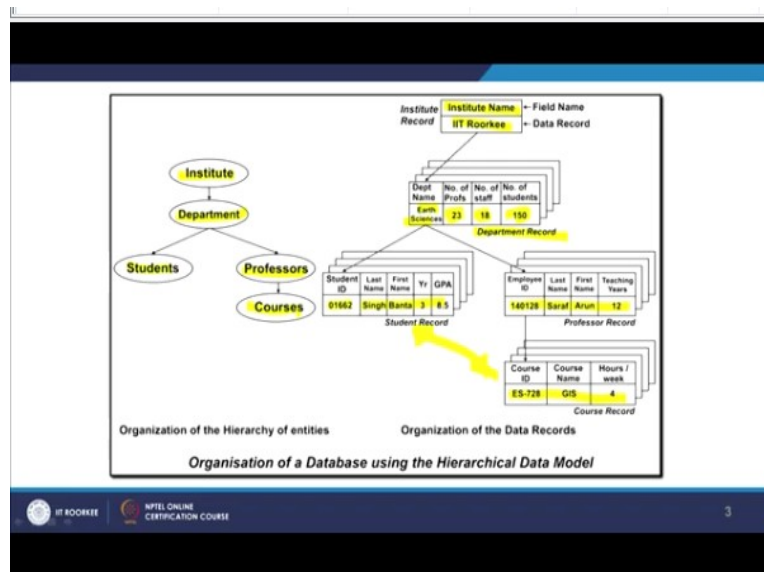 Institute
Record
Institute Name
← Field Name
IIT Roorkee
← Data Record
Institute
Department
Students
Professors
Courses
Dept Name
No. of Profs
No. of staff
No. of students
Earth Sciences
23
18
150
Department Record
Student ID
Last Name
First Name
Yr
GPA
01662
Singh
Banta
3
8.5
Student Record
Employee ID
Last Name
First Name
Teaching Years
140128
Saraf
Arun
12
Professor Record
Course ID
Course Name
Hours / week
ES-728
GIS
4
Course Record
Organization of the Hierarchy of entities
Organization of the Data Records
Organisation of a Database using the Hierarchical Data Model
IIT ROORKEE
NPTEL ONLINE
CERTIFICATION COURSE
3